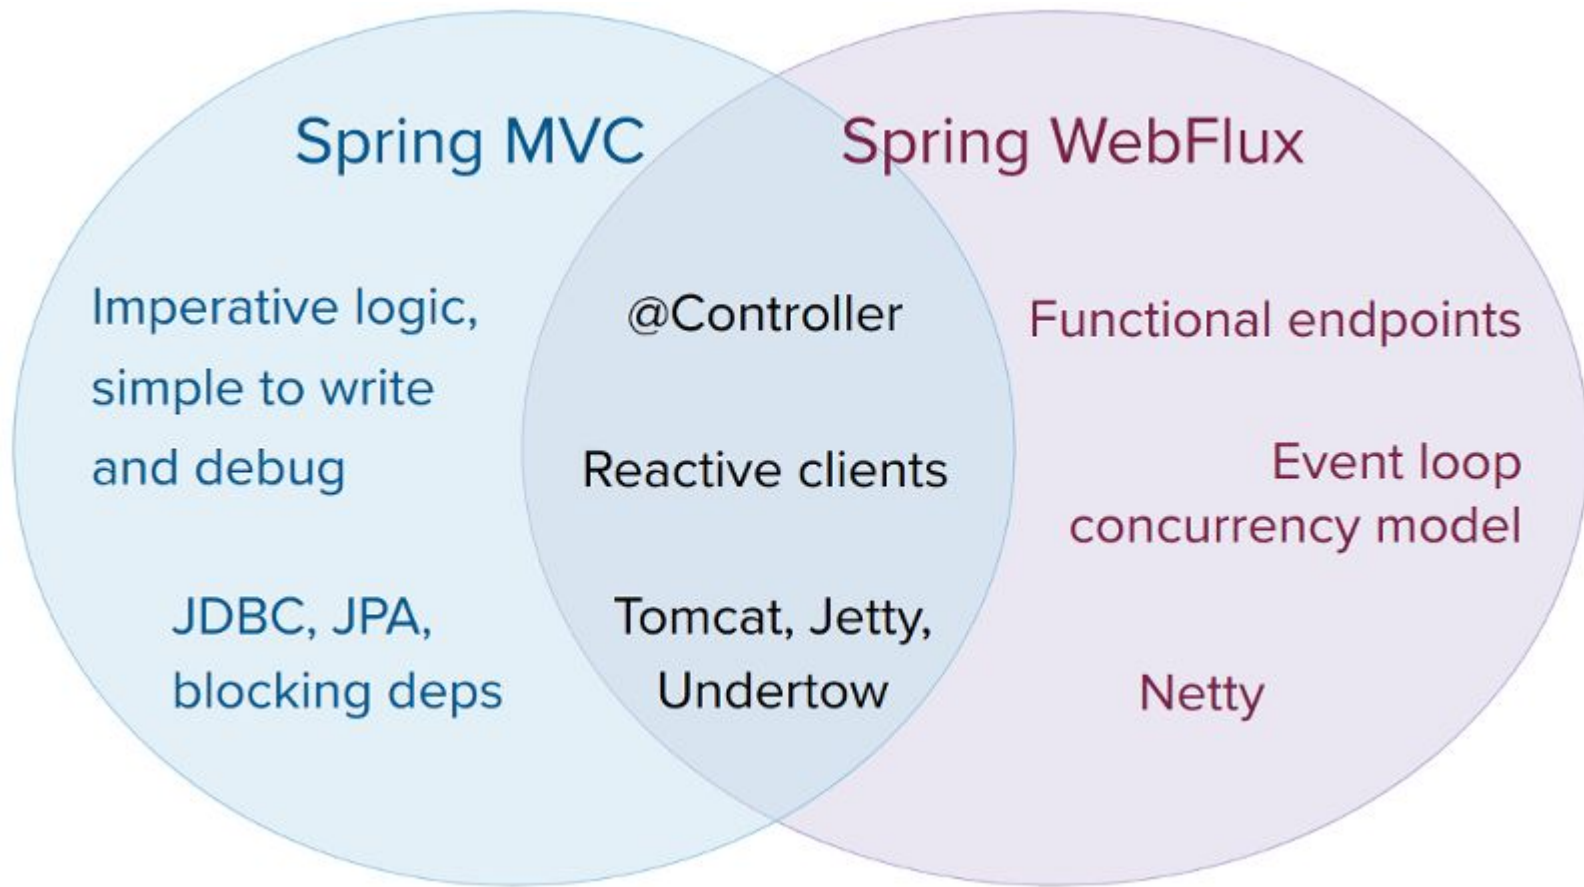 Spring MVC
Spring WebFlux
Imperative logic,
simple to write
and debug
JDBC, JPA,
blocking deps
@Controller
Reactive clients
Tomcat, Jetty,
Undertow
Functional endpoints
Event loop
concurrency model
Netty